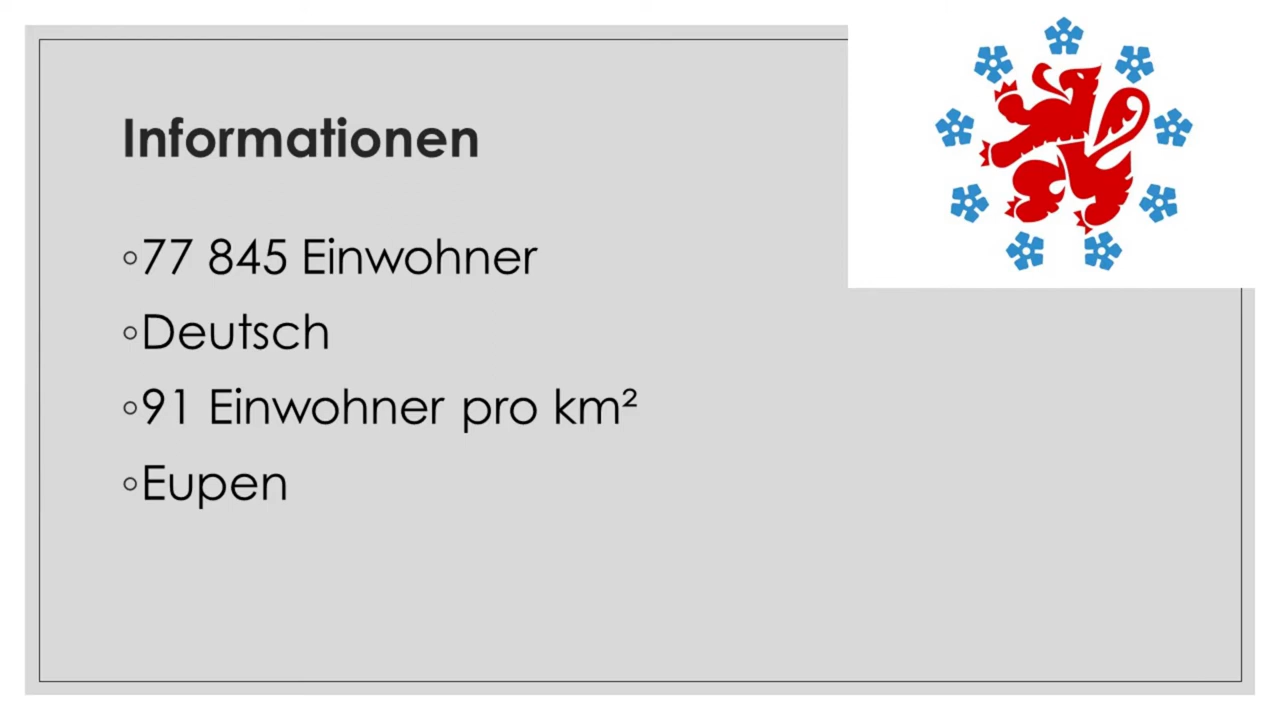 Informationen
◦77 845 Einwohner
◦Deutsch
◦91 Einwohner pro km²
◦Eupen